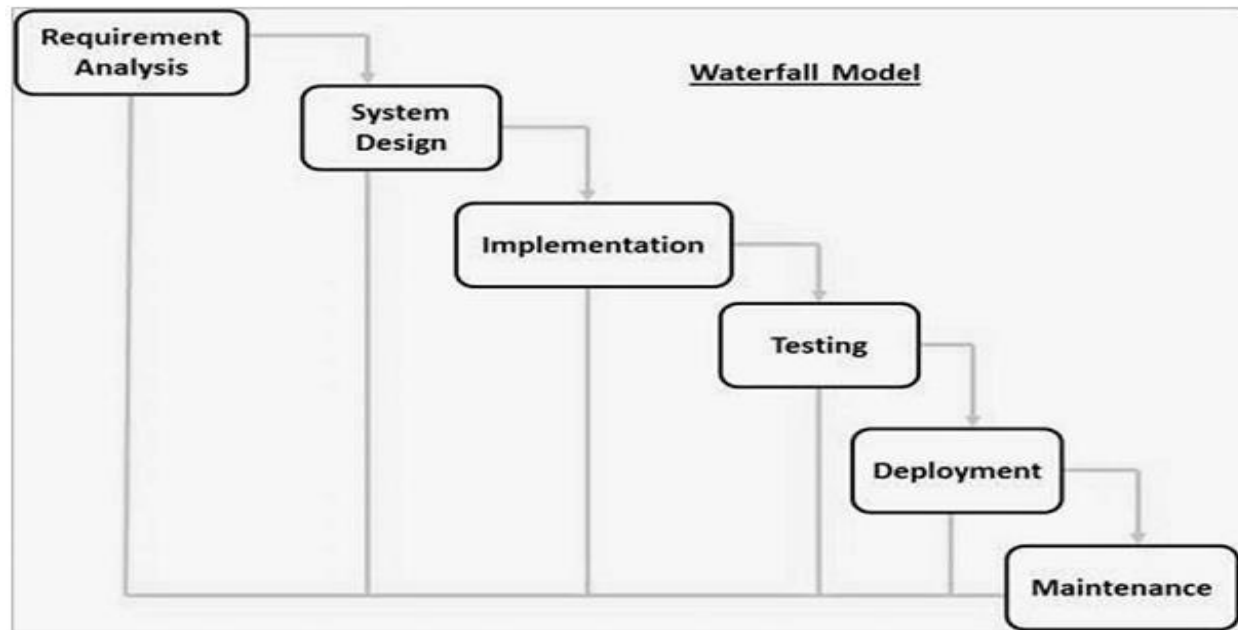 Requirement
Analysis
Waterfall Model
System
Design
Implementation
Testing
Deployment
Maintenance